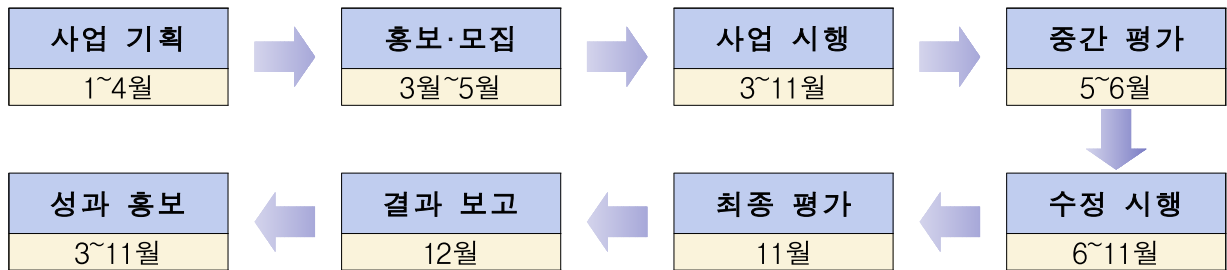 사업 기획
1~4월
홍보·모집
3월~5월
사업 시행
3~11월
중간 평가
5~6월
수정 시행
6~11월
최종 평가
11월
결과 보고
12월
성과 홍보
3~11월